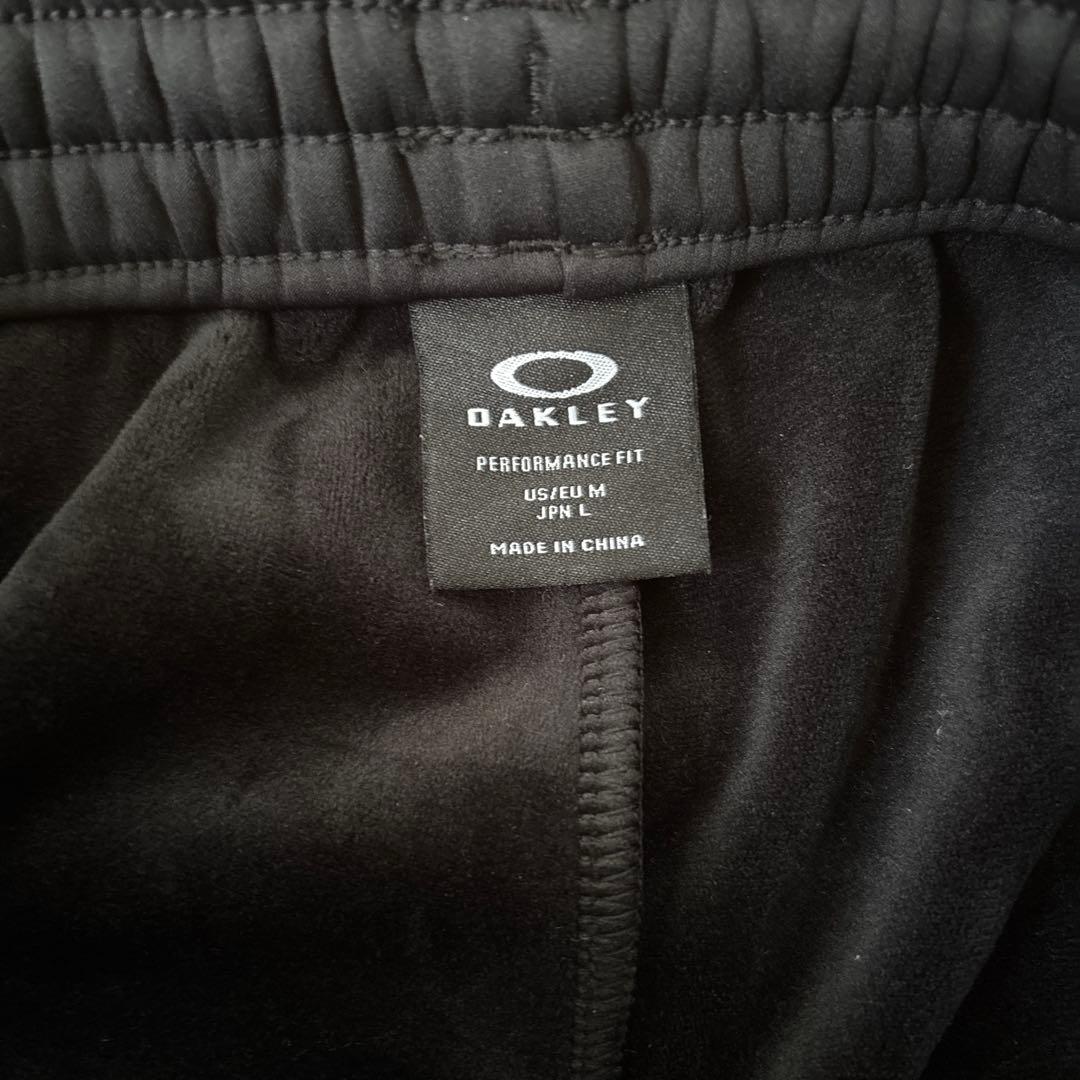 OAKLEY
PERFORMANCE FIT
US/EU M
JPN L
MADE IN CHINA